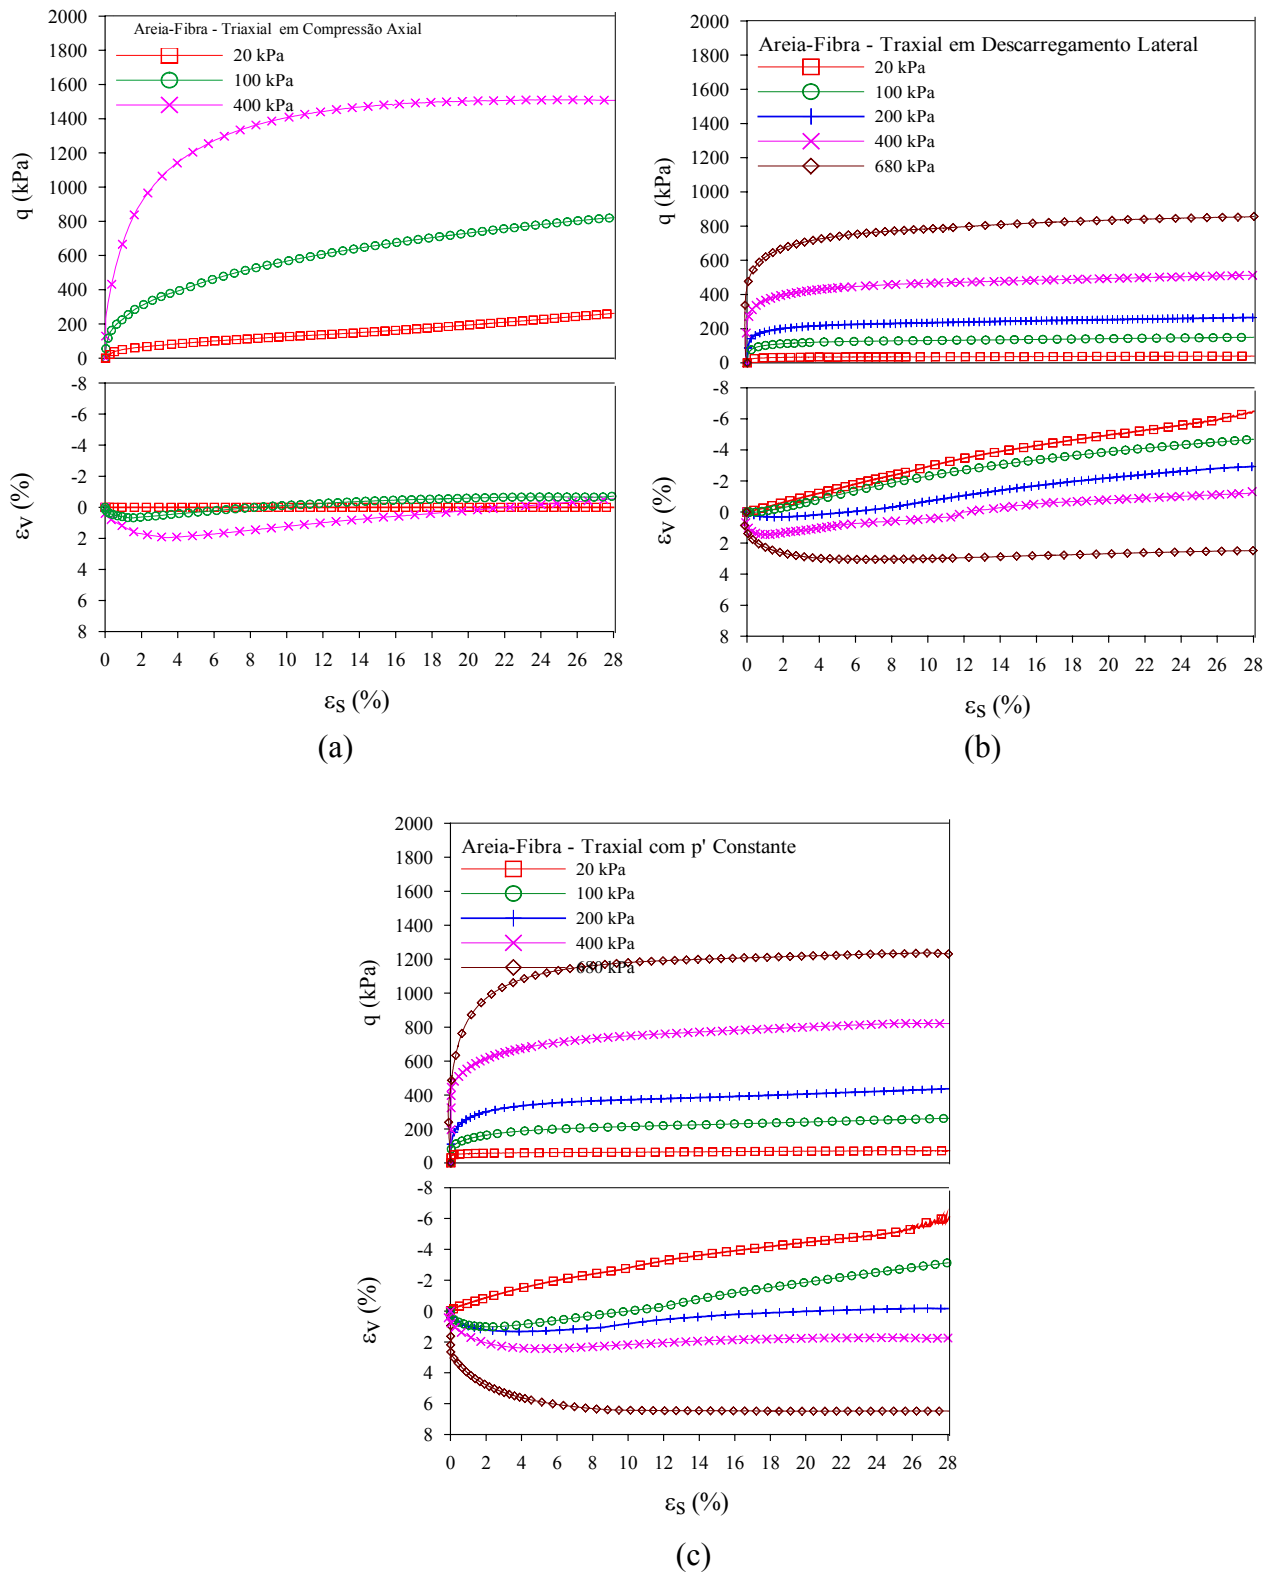 Areia-Fibra - Triaxial em Compressão Axial
20 kPa
100 kPa
400 kPa
q (kPa)
2000
1800
1600
1400
1200
1000
800
600
400
200
0
εv (%)
-8
-6
-4
-2
0
2
4
6
8
0 2 4 6 8 10 12 14 16 18 20 22 24 26 28
εs (%)
(a)
Areia-Fibra - Traxial em Descarregamento Lateral
20 kPa
100 kPa
200 kPa
400 kPa
680 kPa
q (kPa)
2000
1800
1600
1400
1200
1000
800
600
400
200
0
εv (%)
-8
-6
-4
-2
0
2
4
6
8
0 2 4 6 8 10 12 14 16 18 20 22 24 26 28
εs (%)
(b)
Areia-Fibra - Traxial com p' Constante
20 kPa
100 kPa
200 kPa
400 kPa
680 kPa
q (kPa)
2000
1800
1600
1400
1200
1000
800
600
400
200
0
εv (%)
-8
-6
-4
-2
0
2
4
6
8
0 2 4 6 8 10 12 14 16 18 20 22 24 26 28
εs (%)
(c)